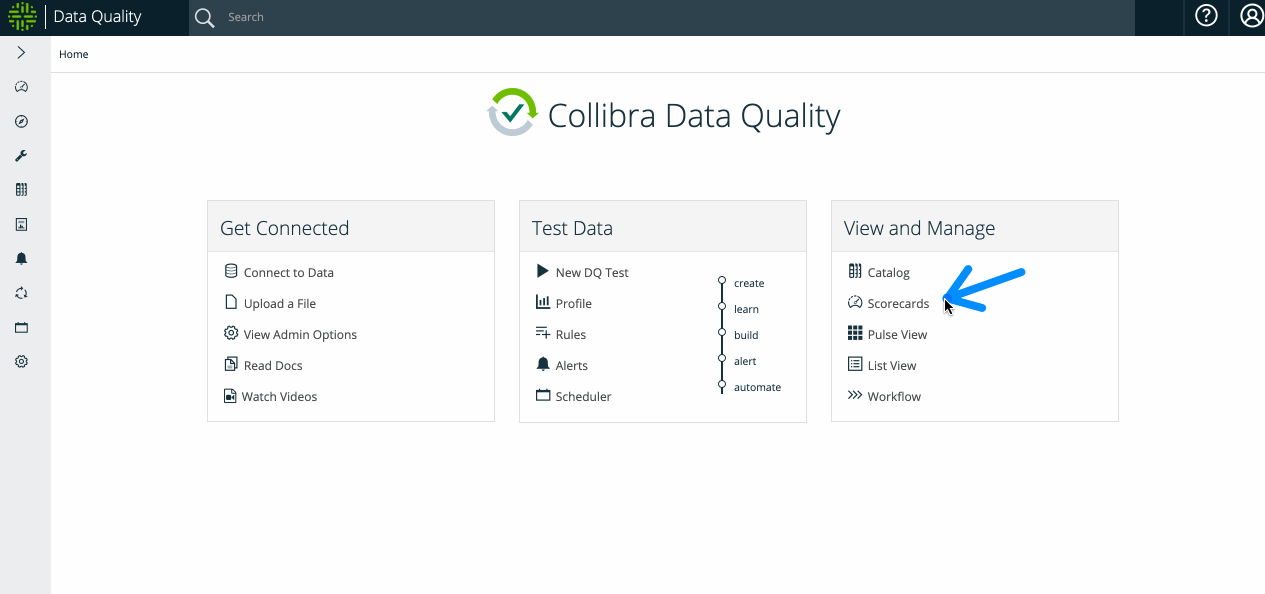 Data Quality
Search
Home
Collibra Data Quality
Get Connected
Connect to Data
Upload a File
View Admin Options
Read Docs
Watch Videos
Test Data
New DQ Test
Profile
Rules
Alerts
Scheduler
create
learn
build
alert
automate
View and Manage
Catalog
Scorecards
Pulse View
List View
Workflow